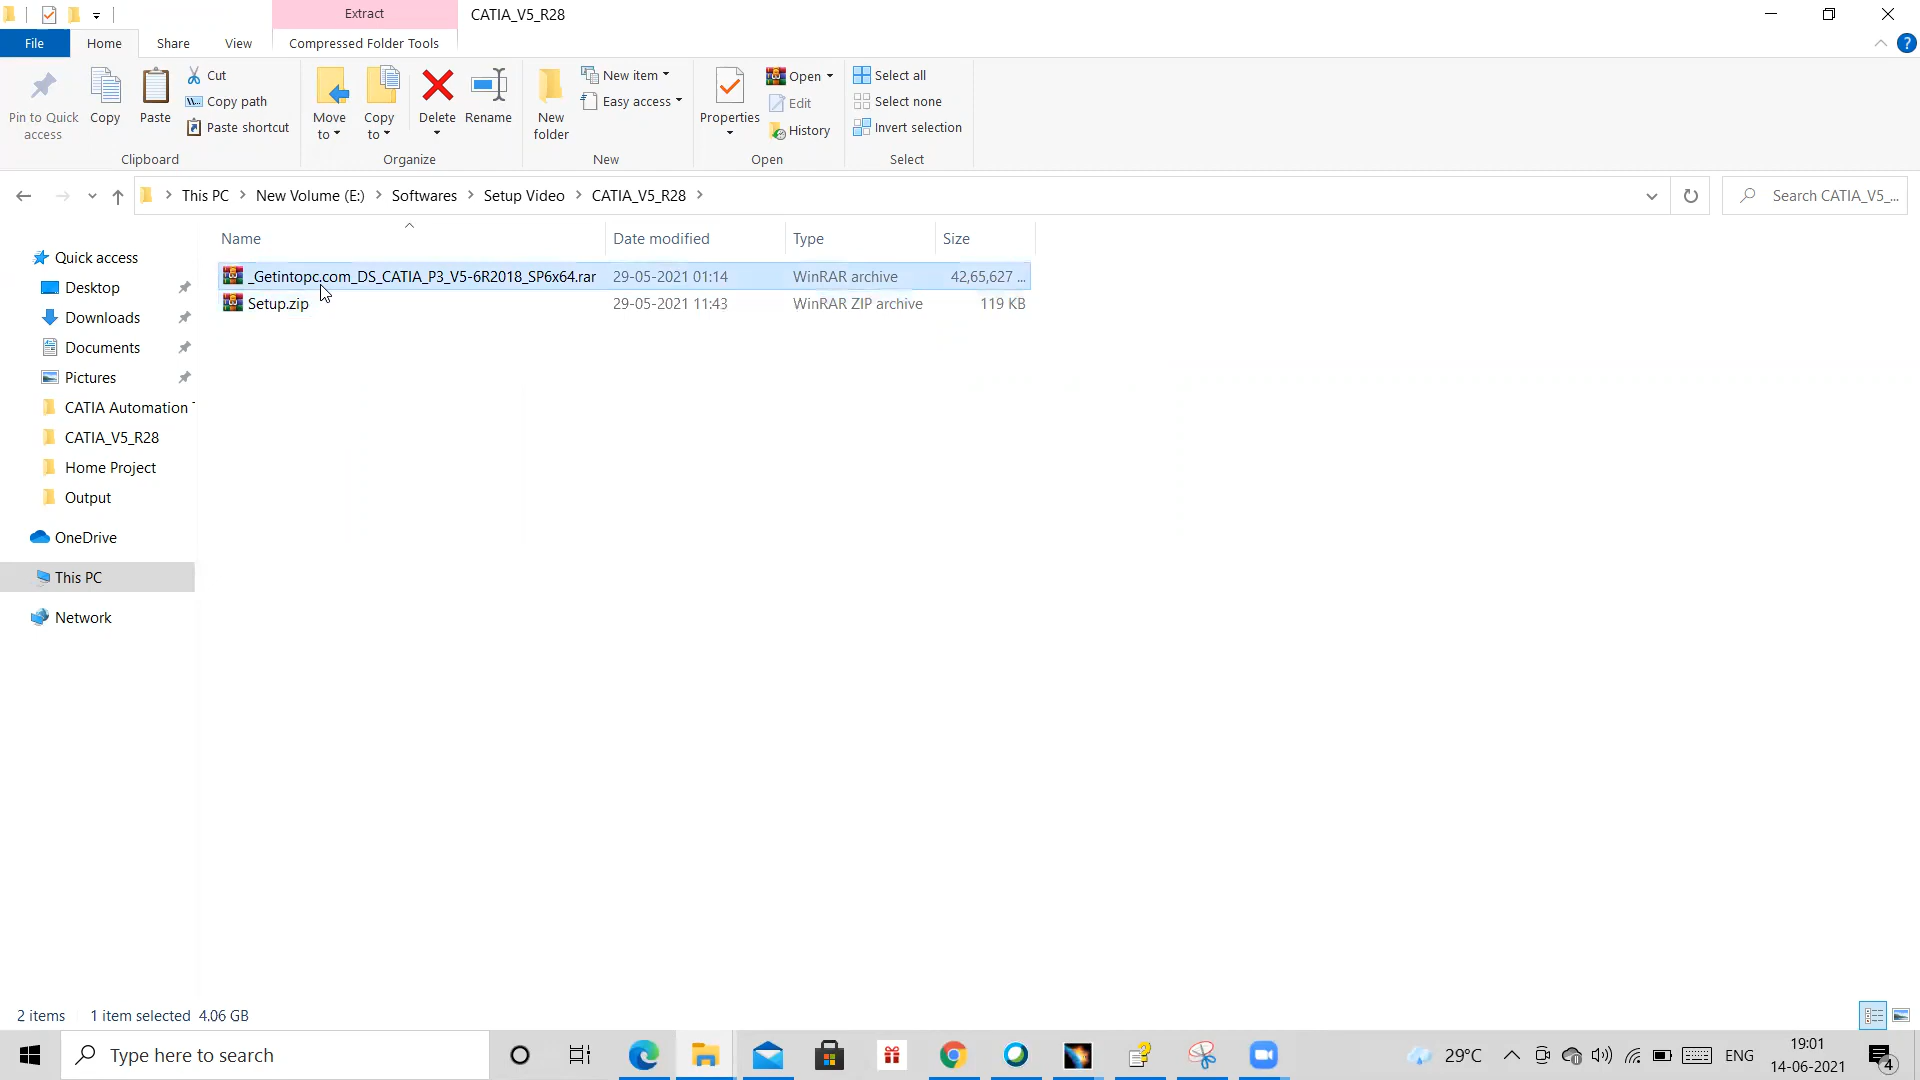 Extract
CATIA_V5_R28
File
Home
Share
View
Compressed Folder Tools
?
Pin to Quick
access
Copy
Paste
Cut
Copy path
Paste shortcut
Clipboard
Move
to
Copy
to
Delete
Rename
Organize
New
folder
New item
Easy access
New
Properties
Open
Edit
History
Open
Select all
Select none
Invert selection
Select
This PC
New Volume (E:)
Softwares
Setup Video
CATIA_V5_R28
Search CATIA_V5_...
Name
Date modified
Type
Size
_Getintopc.com_DS_CATIA_P3_V5-6R2018_SP6x64.rar
29-05-2021 01:14
WinRAR archive
42,65,627 ...
Setup.zip
29-05-2021 11:43
WinRAR ZIP archive
119 KB
Quick access
Desktop
Downloads
Documents
Pictures
CATIA Automation
CATIA_V5_R28
Home Project
Output
OneDrive
This PC
Network
2 items
1 item selected 4.06 GB
Type here to search
29°C
ENG
19:01
14-06-2021
4